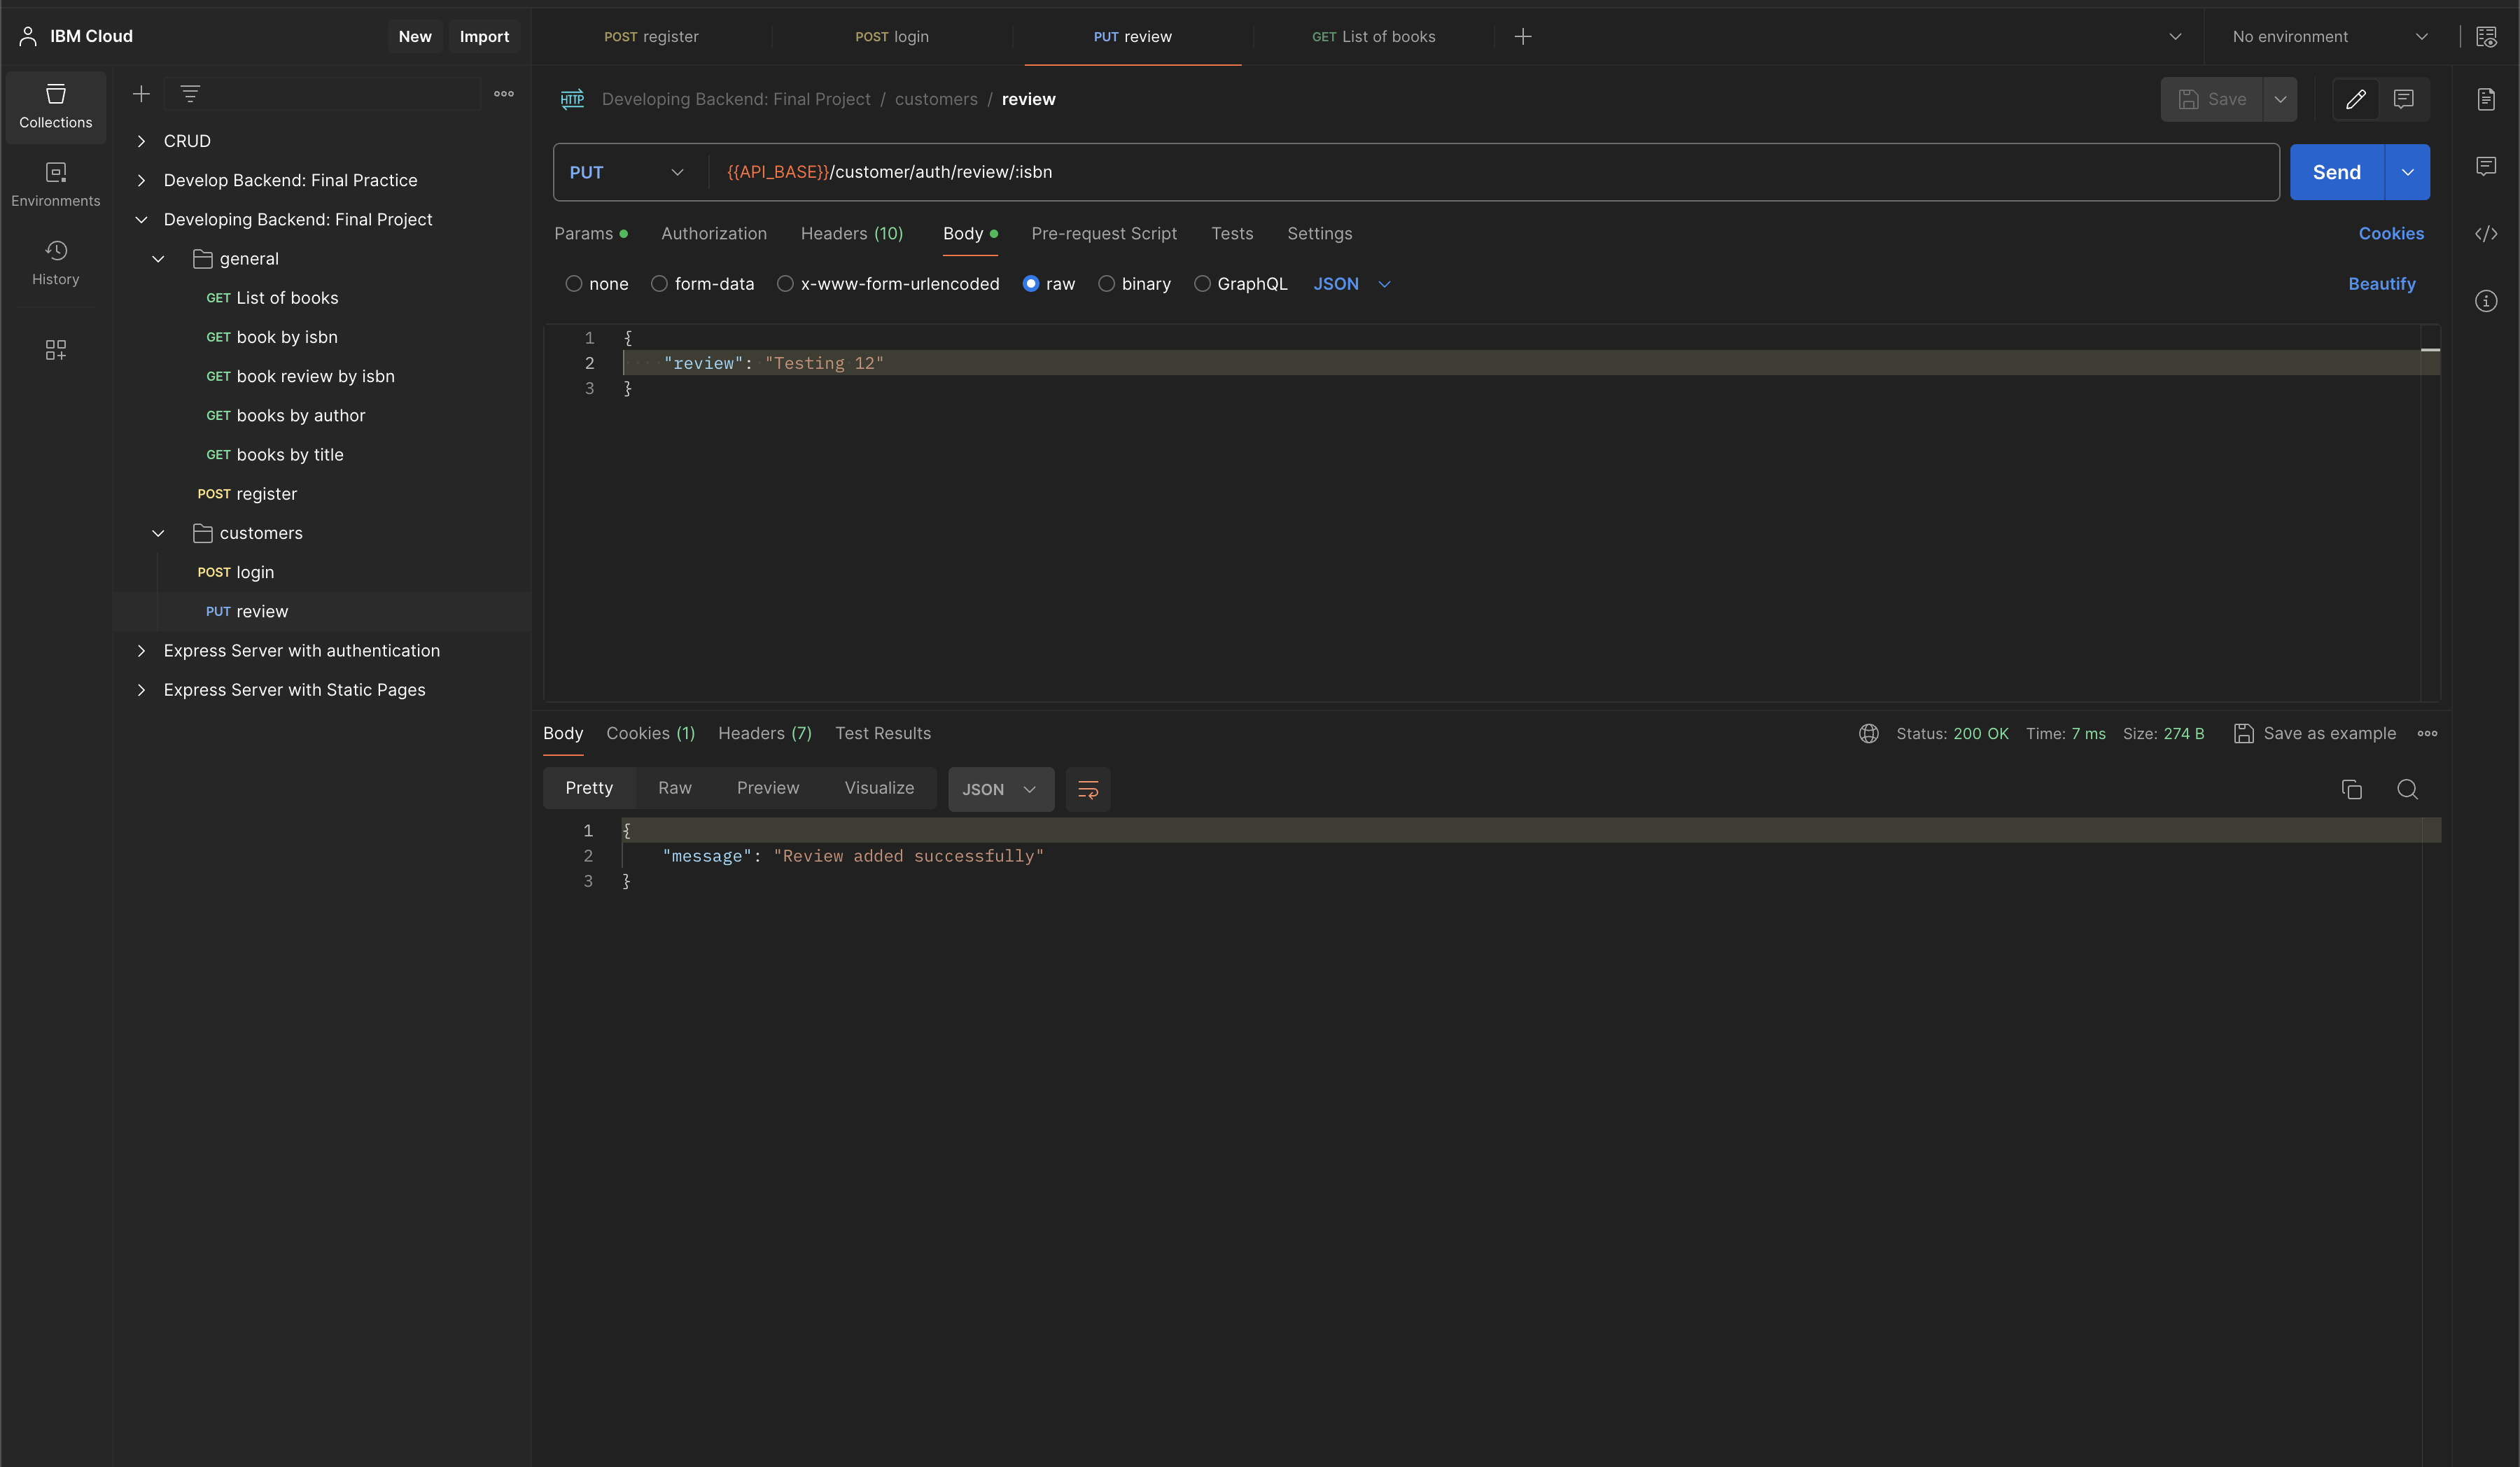 IBM Cloud
New
Import
POST register
POST login
PUT review
GET List of books
No environment
Collections
Environments
History
CRUD
Develop Backend: Final Practice
Developing Backend: Final Project
general
GET List of books
GET book by isbn
GET book review by isbn
GET books by author
GET books by title
POST register
customers
POST login
PUT review
Express Server with authentication
Express Server with Static Pages
HTTP Developing Backend: Final Project / customers / review
Save
PUT {{API_BASE}}/customer/auth/review/:isbn
Send
Params Authorization Headers (10) Body Pre-request Script Tests Settings Cookies
none form-data x-www-form-urlencoded raw binary GraphQL JSON Beautify
1 {
2 "review": "Testing 12"
3 }
Body Cookies (1) Headers (7) Test Results Status: 200 OK Time: 7 ms Size: 274 B Save as example
Pretty Raw Preview Visualize JSON
1 {
2 "message": "Review added successfully"
3 }